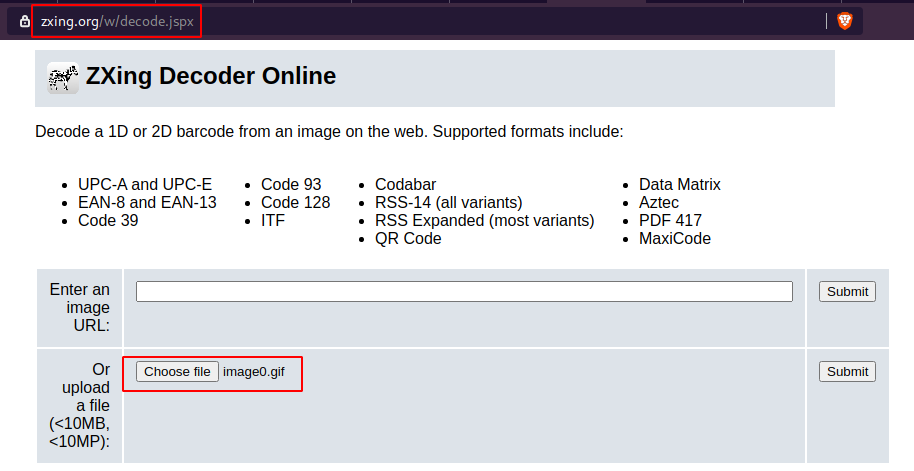 zxing.org/w/decode.jspx
ZXing Decoder Online
Decode a 1D or 2D barcode from an image on the web. Supported formats include:
UPC-A and UPC-E
EAN-8 and EAN-13
Code 39
Code 93
Code 128
ITF
Codabar
RSS-14 (all variants)
RSS Expanded (most variants)
QR Code
Data Matrix
Aztec
PDF 417
MaxiCode
Enter an
image
URL:
Submit
Or
upload
a file
(<10MB,
<10MP):
Choose file image0.gif
Submit